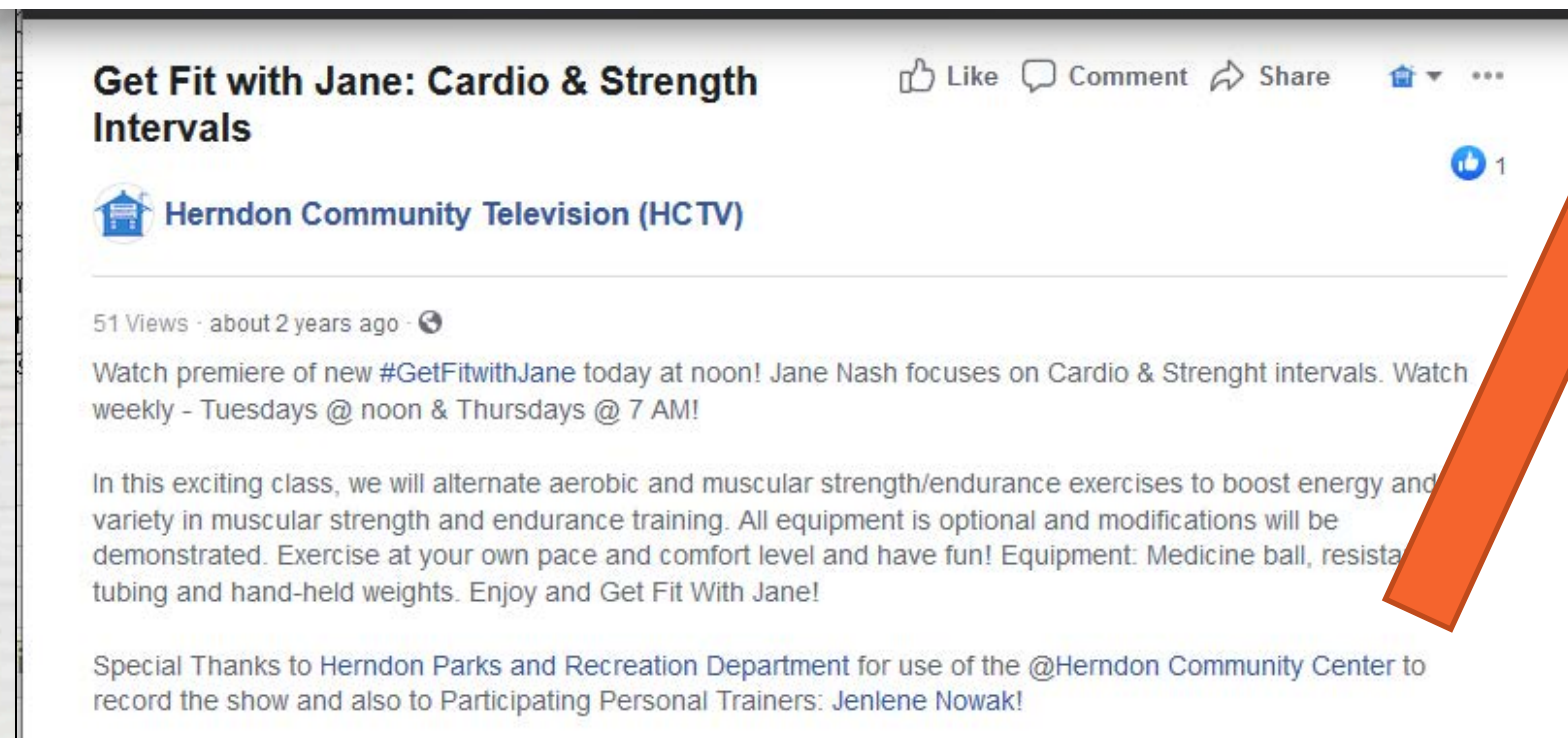 Get Fit with Jane: Cardio & Strength
Intervals
Like Comment Share
1
Herndon Community Television (HCTV)
51 Views · about 2 years ago ·
Watch premiere of new #GetFitwithJane today at noon! Jane Nash focuses on Cardio & Strenght intervals. Watch
weekly - Tuesdays @ noon & Thursdays @ 7 AM!
In this exciting class, we will alternate aerobic and muscular strength/endurance exercises to boost energy and
variety in muscular strength and endurance training. All equipment is optional and modifications will be
demonstrated. Exercise at your own pace and comfort level and have fun! Equipment: Medicine ball,
tubing and hand-held weights. Enjoy and Get Fit With Jane!
Special Thanks to Herndon Parks and Recreation Department for use of the @Herndon Community Center to
record the show and also to Participating Personal Trainers: Jenlene Nowak!